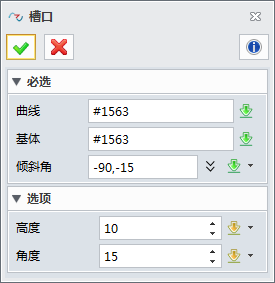 槽口
必选
曲线 #1563
基体 #1563
倾斜角 -90,-15
选项
高度 10
角度 15